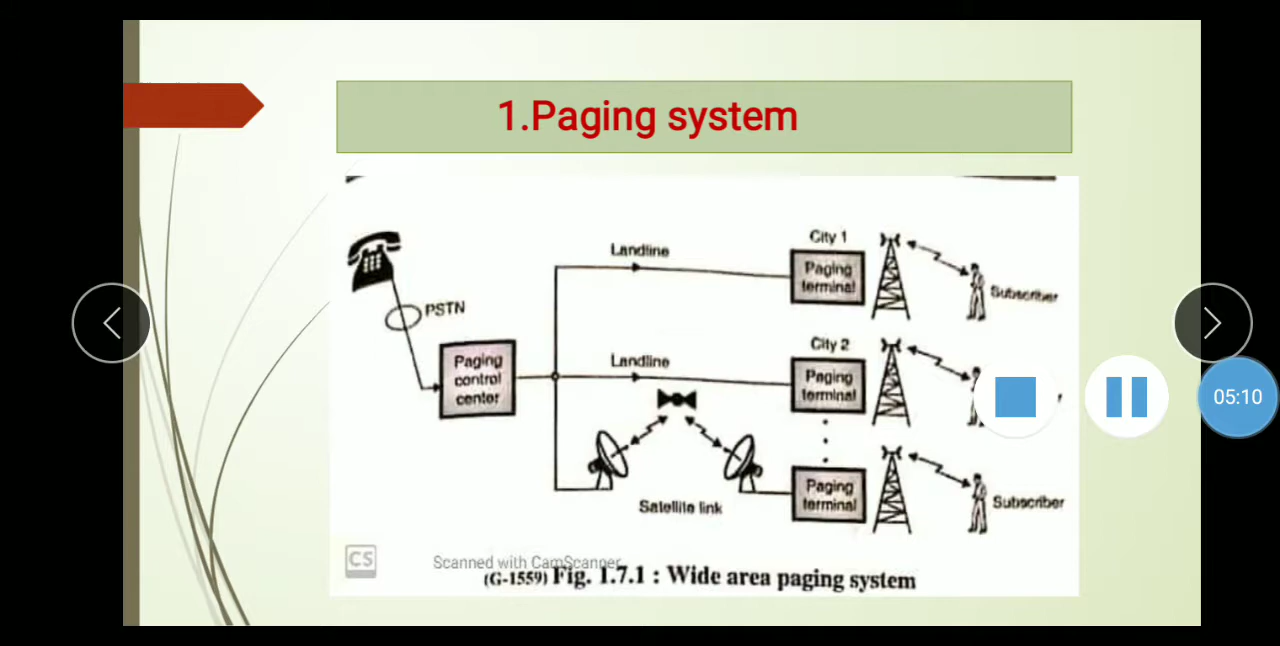 1.Paging system
City 1
Landline
Paging
terminal
Subscriber
PSTN
City 2
Landline
Paging
control
center
Paging
terminal
Paging
terminal
Satellite link
Subscriber
CS
Scanned with CamScanner
(G-1559) Fig. 1.7.1 : Wide area paging system
05:10